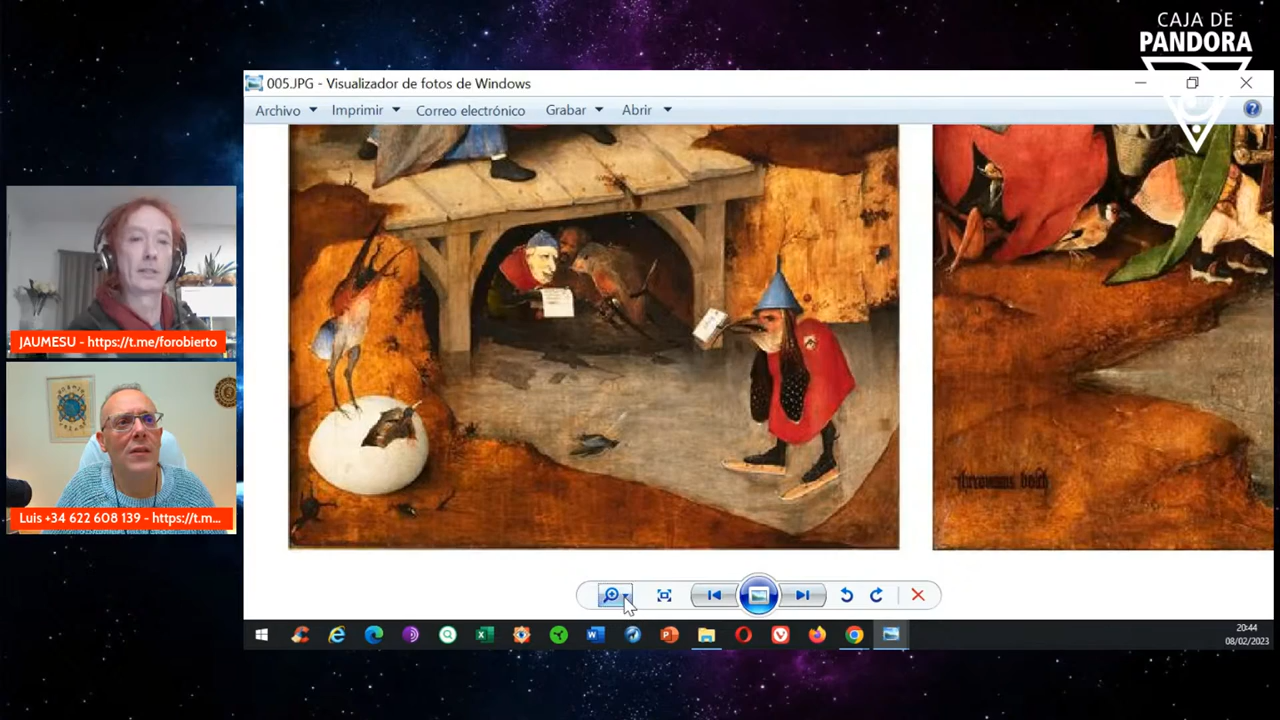 CAJA DE
PANDORA
005.JPG - Visualizador de fotos de Windows
Archivo Imprimir Correo electrónico Grabar Abrir
JAUMESU - https://t.me/forobierto
Luis +34 622 608 139 - https://t.m...
20:44
08/02/2023